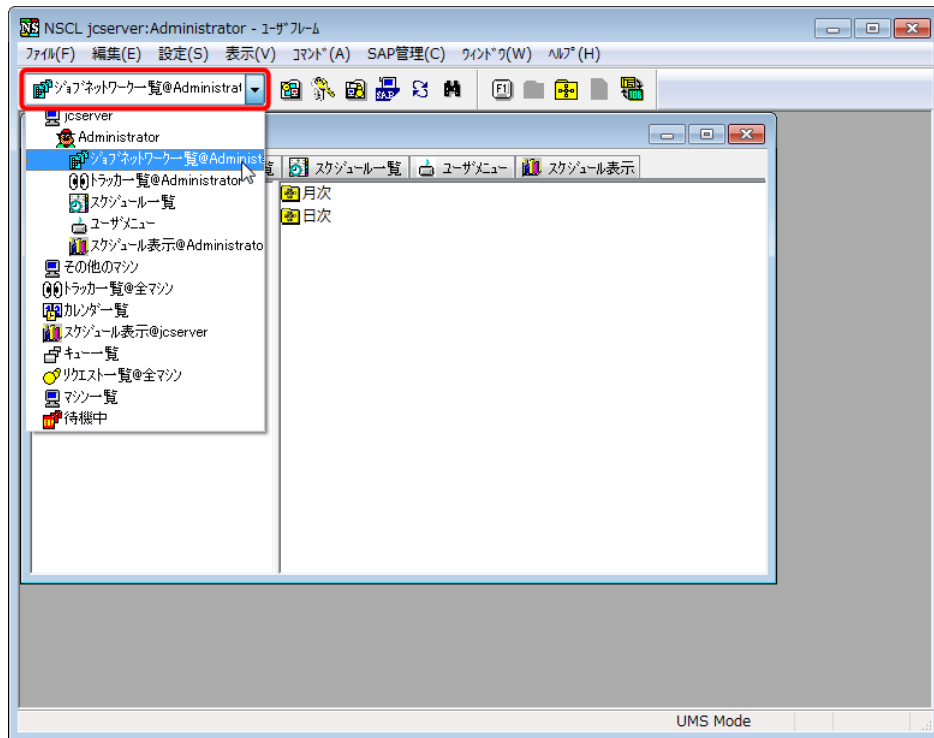 NS NSCL jcserver:Administrator - ﾕｰｻﾞﾌﾚｰﾑ
ﾌｧｲﾙ(F) 編集(E) 設定(S) 表示(V) ｺﾏﾝﾄﾞ(A) SAP管理(C) ｳｨﾝﾄﾞｳ(W) ﾍﾙﾌﾟ(H)
ｼﾞｮﾌﾞﾈｯﾄﾜｰｸ一覧@Administrat
SAP
F1
JOB
jcserver
Administrator
ｼﾞｮﾌﾞﾈｯﾄﾜｰｸ一覧@Administ
覧 ｽｹｼﾞｭｰﾙ一覧 ﾕｰｻﾞﾒﾆｭｰ ｽｹｼﾞｭｰﾙ表示
ﾄﾗｯｶ一覧@Administrator
月次
ｽｹｼﾞｭｰﾙ一覧
日次
ﾕｰｻﾞﾒﾆｭｰ
ｽｹｼﾞｭｰﾙ表示@Administrato
その他のﾏｼﾝ
ﾄﾗｯｶ一覧@全ﾏｼﾝ
ｶﾚﾝﾀﾞ一覧
ｽｹｼﾞｭｰﾙ表示@jcserver
ｷｭｰ一覧
ﾘｸｴｽﾄ一覧@全ﾏｼﾝ
ﾏｼﾝ一覧
待機中
UMS Mode